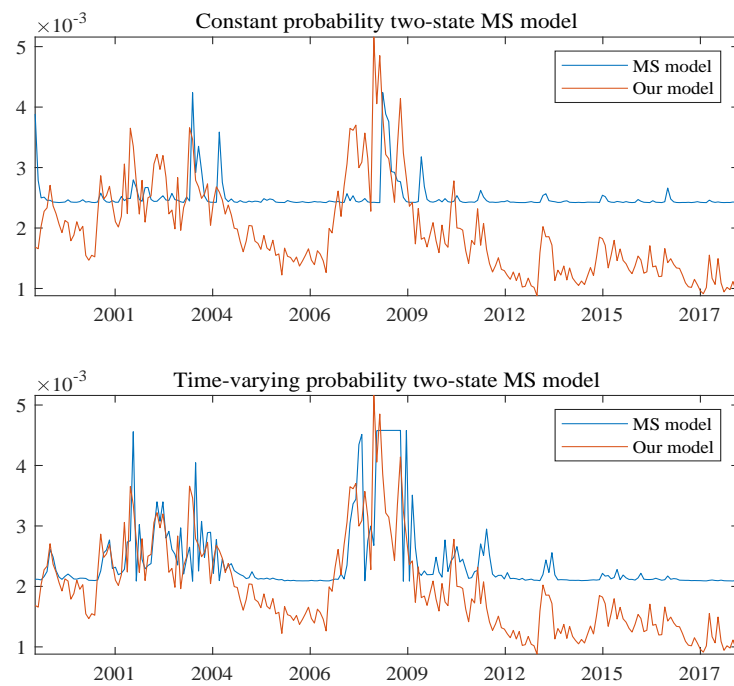 Constant probability two-state MS model
×10⁻³
5
4
3
2
1
MS model
Our model
2001 2004 2006 2009 2012 2015 2017
Time-varying probability two-state MS model
×10⁻³
5
4
3
2
1
MS model
Our model
2001 2004 2006 2009 2012 2015 2017